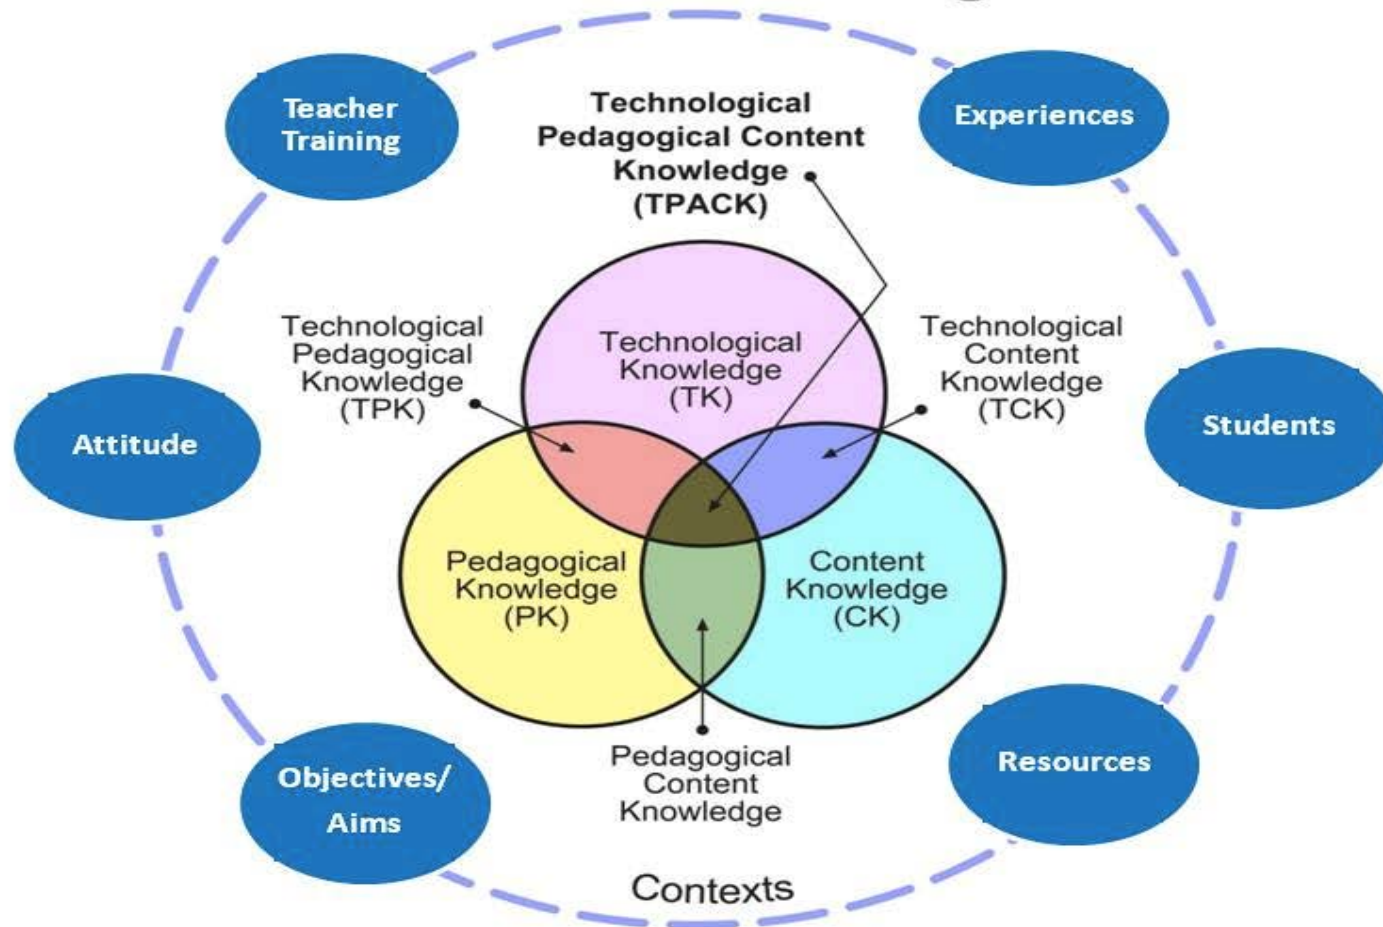 Teacher
Training
Experiences
Technological
Pedagogical Content
Knowledge
(TPACK)
Technological
Pedagogical
Knowledge
(TPK)
Technological
Knowledge
(TK)
Technological
Content
Knowledge
(TCK)
Attitude
Students
Pedagogical
Knowledge
(PK)
Content
Knowledge
(CK)
Pedagogical
Content
Knowledge
Objectives/
Aims
Resources
Contexts